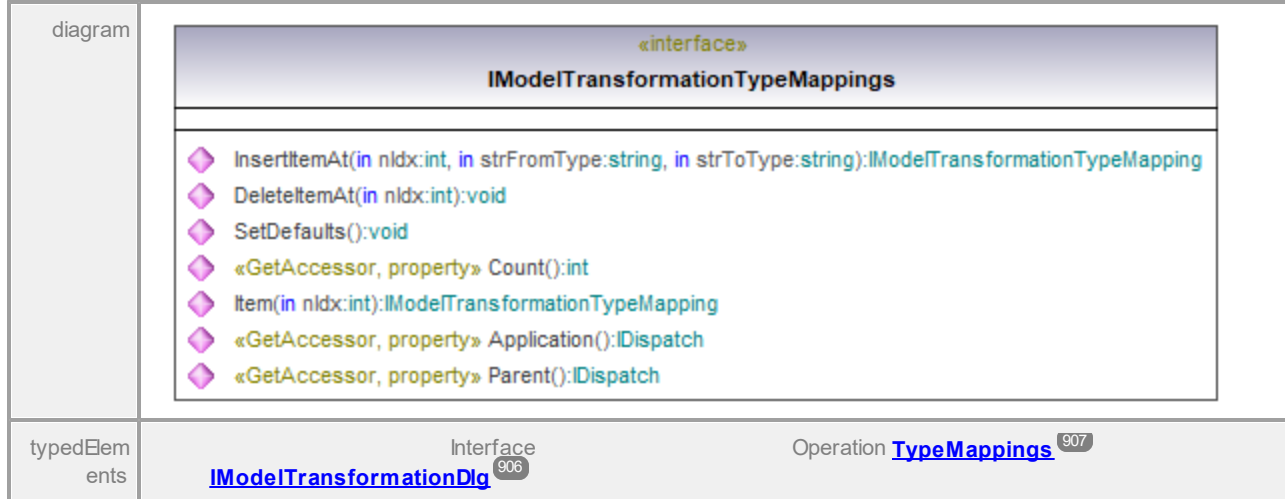 diagram
«interface»
IModelTransformationTypeMappings
InsertItemAt(in nIdx:int, in strFromType:string, in strToType:string):IModelTransformationTypeMapping
DeleteItemAt(in nIdx:int):void
SetDefaults():void
«GetAccessor, property» Count():int
Item(in nIdx:int):IModelTransformationTypeMapping
«GetAccessor, property» Application():IDispatch
«GetAccessor, property» Parent():IDispatch
typedElem
ents
Interface
IModelTransformationDlg 906
Operation TypeMappings 907